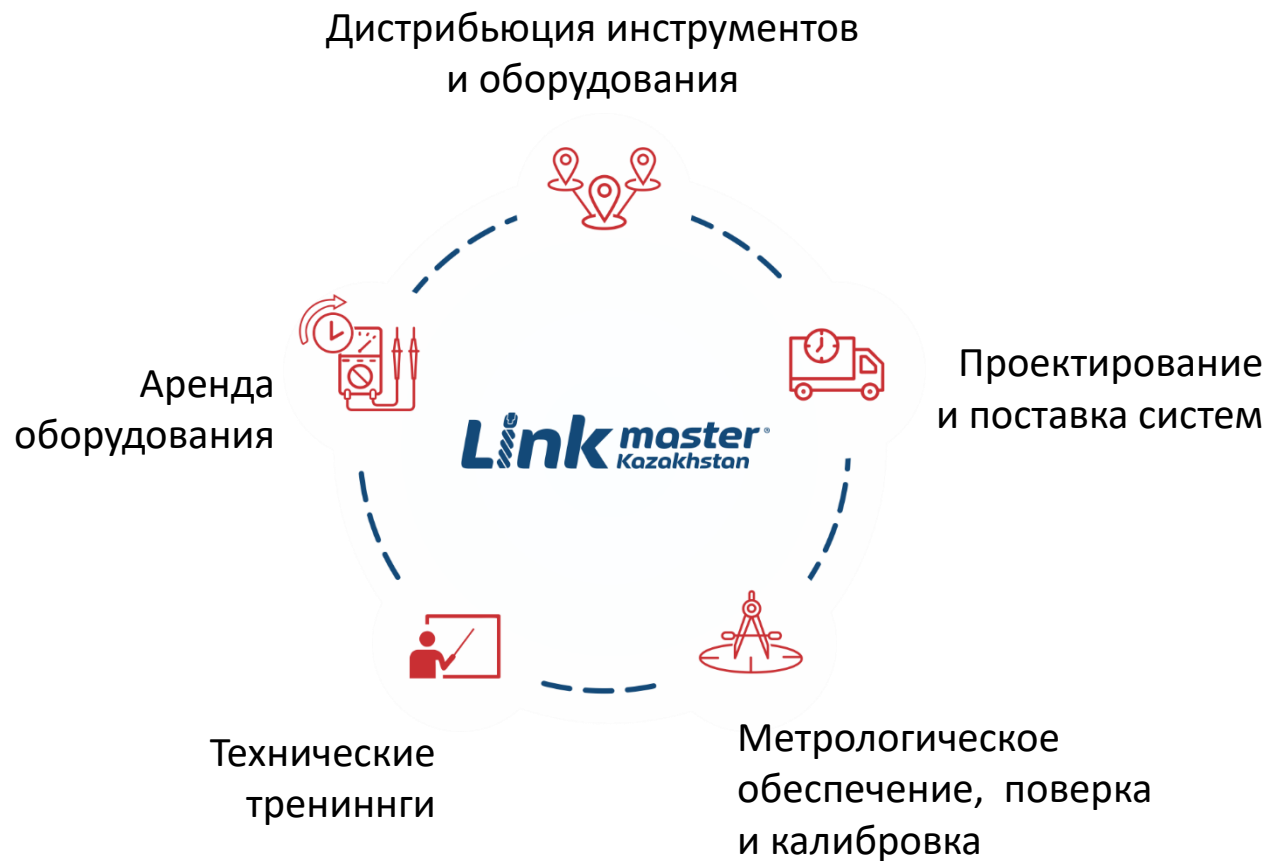 Дистрибьюция инструментов
и оборудования
Проектирование
и поставка систем
Аренда
оборудования
Link master
Kazakhstan
Технические
трениннги
Метрологическое
обеспечение,  поверка
и калибровка